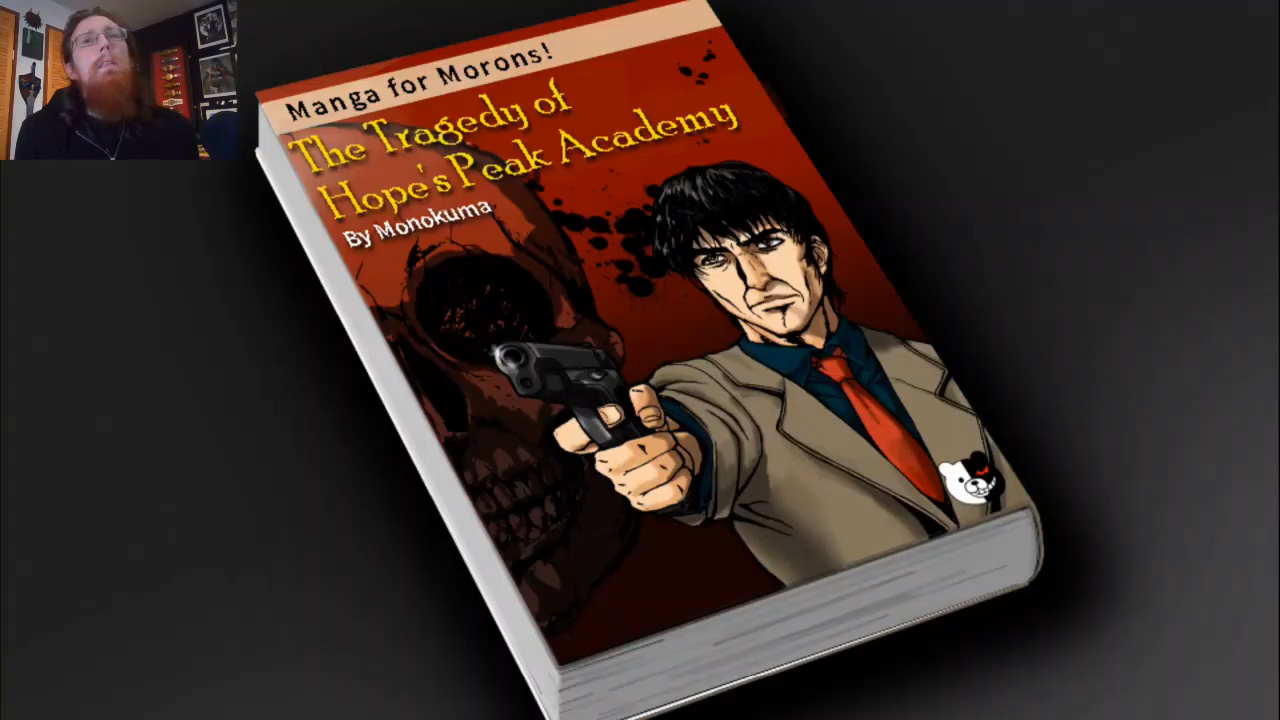 Manga for Morons!
The Tragedy of
Hope's Peak Academy
By Monokuma